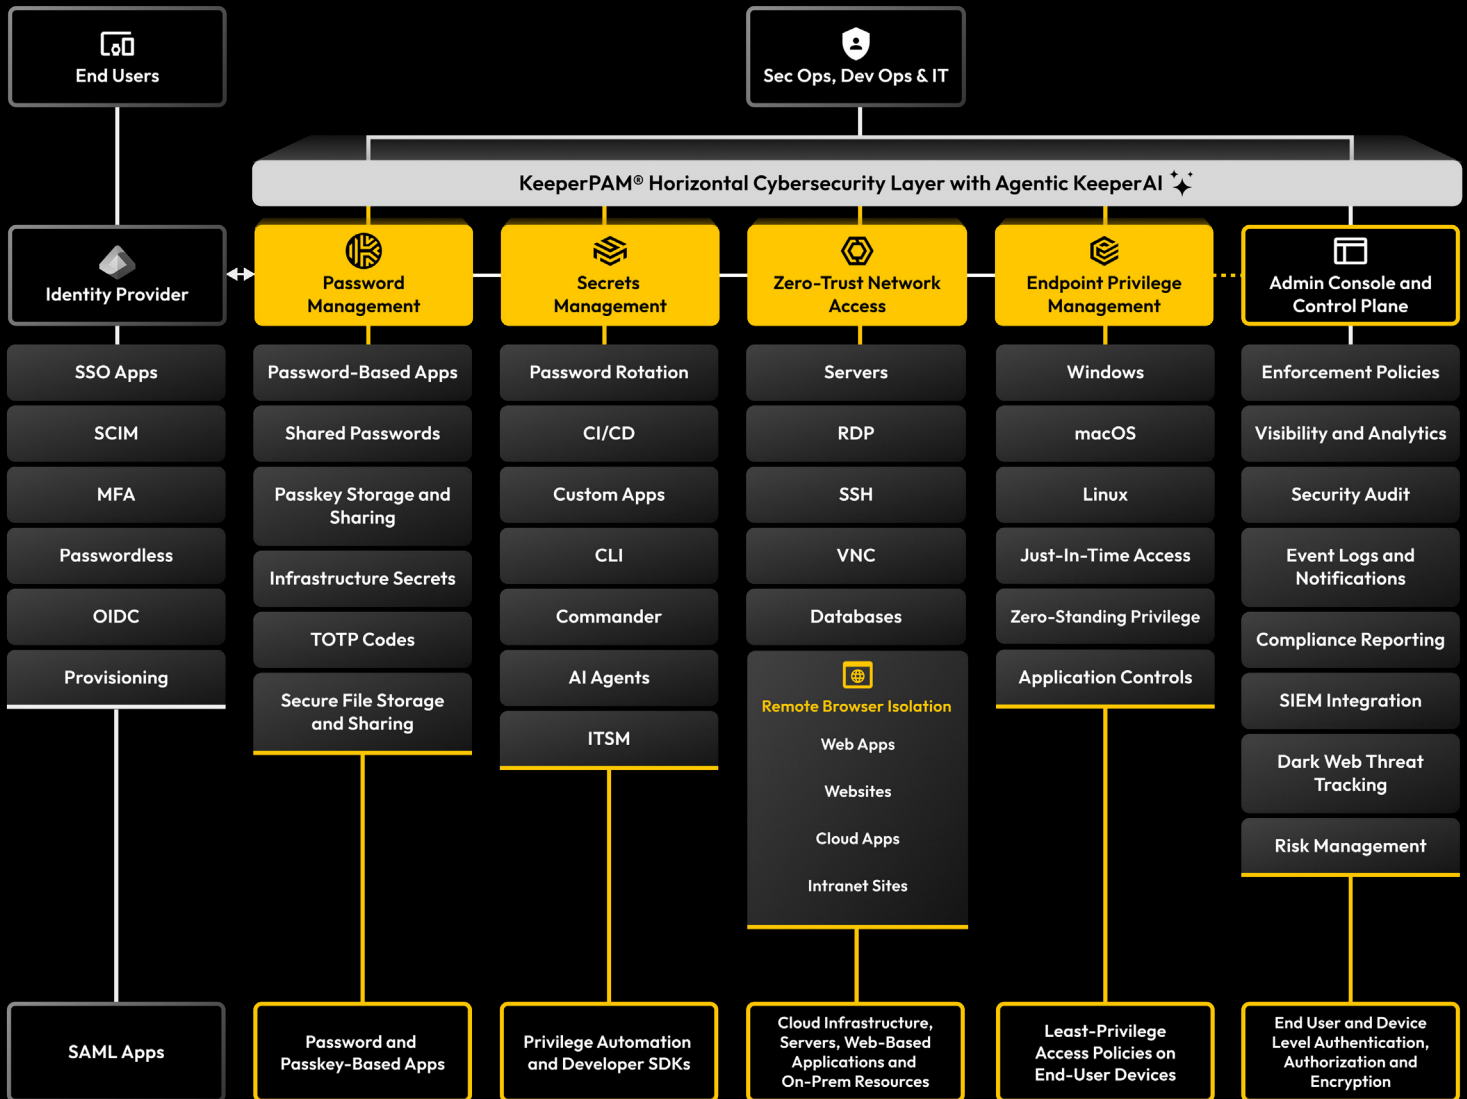 End Users
Sec Ops, Dev Ops & IT
KeeperPAM® Horizontal Cybersecurity Layer with Agentic KeeperAI
Identity Provider
SSO Apps
SCIM
MFA
Passwordless
OIDC
Provisioning
SAML Apps
Password
Management
Password-Based Apps
Shared Passwords
Passkey Storage and
Sharing
Infrastructure Secrets
TOTP Codes
Secure File Storage
and Sharing
Password and
Passkey-Based Apps
Secrets
Management
Password Rotation
CI/CD
Custom Apps
CLI
Commander
AI Agents
ITSM
Privilege Automation
and Developer SDKs
Zero-Trust Network
Access
Servers
RDP
SSH
VNC
Databases
Remote Browser Isolation
Web Apps
Websites
Cloud Apps
Intranet Sites
Cloud Infrastructure,
Servers, Web-Based
Applications and
On-Prem Resources
Endpoint Privilege
Management
Windows
macOS
Linux
Just-In-Time Access
Zero-Standing Privilege
Application Controls
Least-Privilege
Access Policies on
End-User Devices
Admin Console and
Control Plane
Enforcement Policies
Visibility and Analytics
Security Audit
Event Logs and
Notifications
Compliance Reporting
SIEM Integration
Dark Web Threat
Tracking
Risk Management
End User and Device
Level Authentication,
Authorization and
Encryption